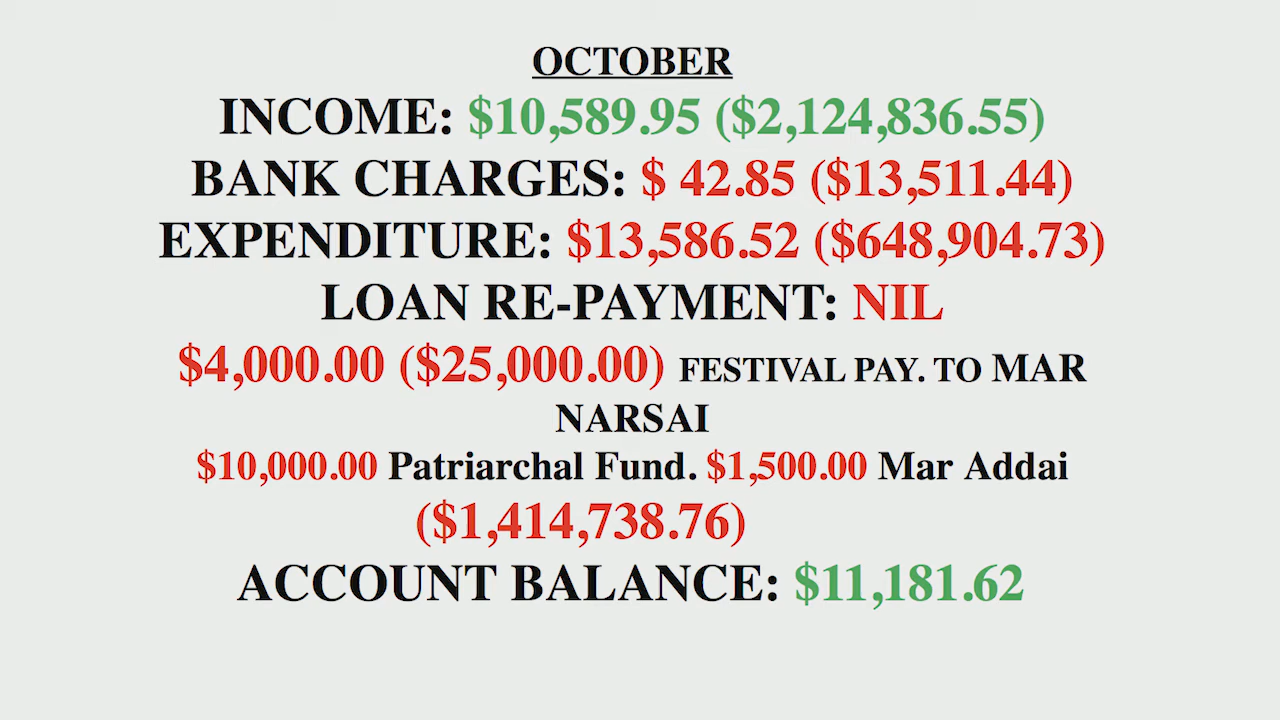 OCTOBER
INCOME: $10,589.95 ($2,124,836.55)
BANK CHARGES: $ 42.85 ($13,511.44)
EXPENDITURE: $13,586.52 ($648,904.73)
LOAN RE-PAYMENT: NIL
$4,000.00 ($25,000.00) FESTIVAL PAY. TO MAR
NARSAI
$10,000.00 Patriarchal Fund. $1,500.00 Mar Addai
($1,414,738.76)
ACCOUNT BALANCE: $11,181.62